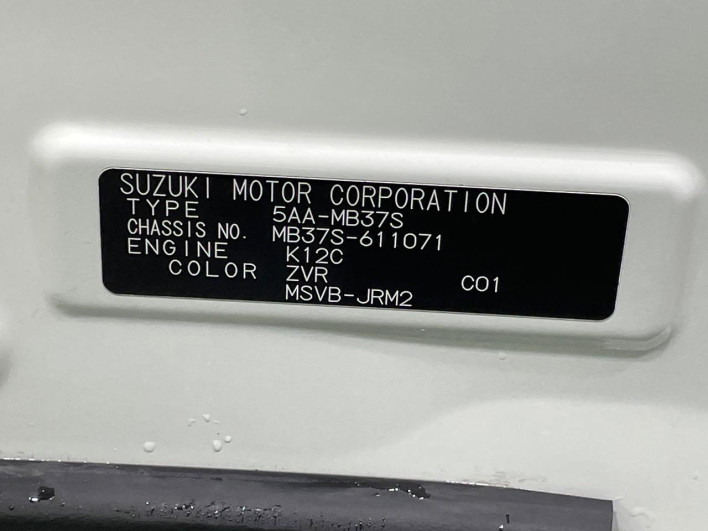 SUZUKI MOTOR CORPORATION
TYPE 5AA-MB37S
CHASSIS NO. MB37S-611071
ENGINE K12C
COLOR ZVR C01
MSVB-JRM2